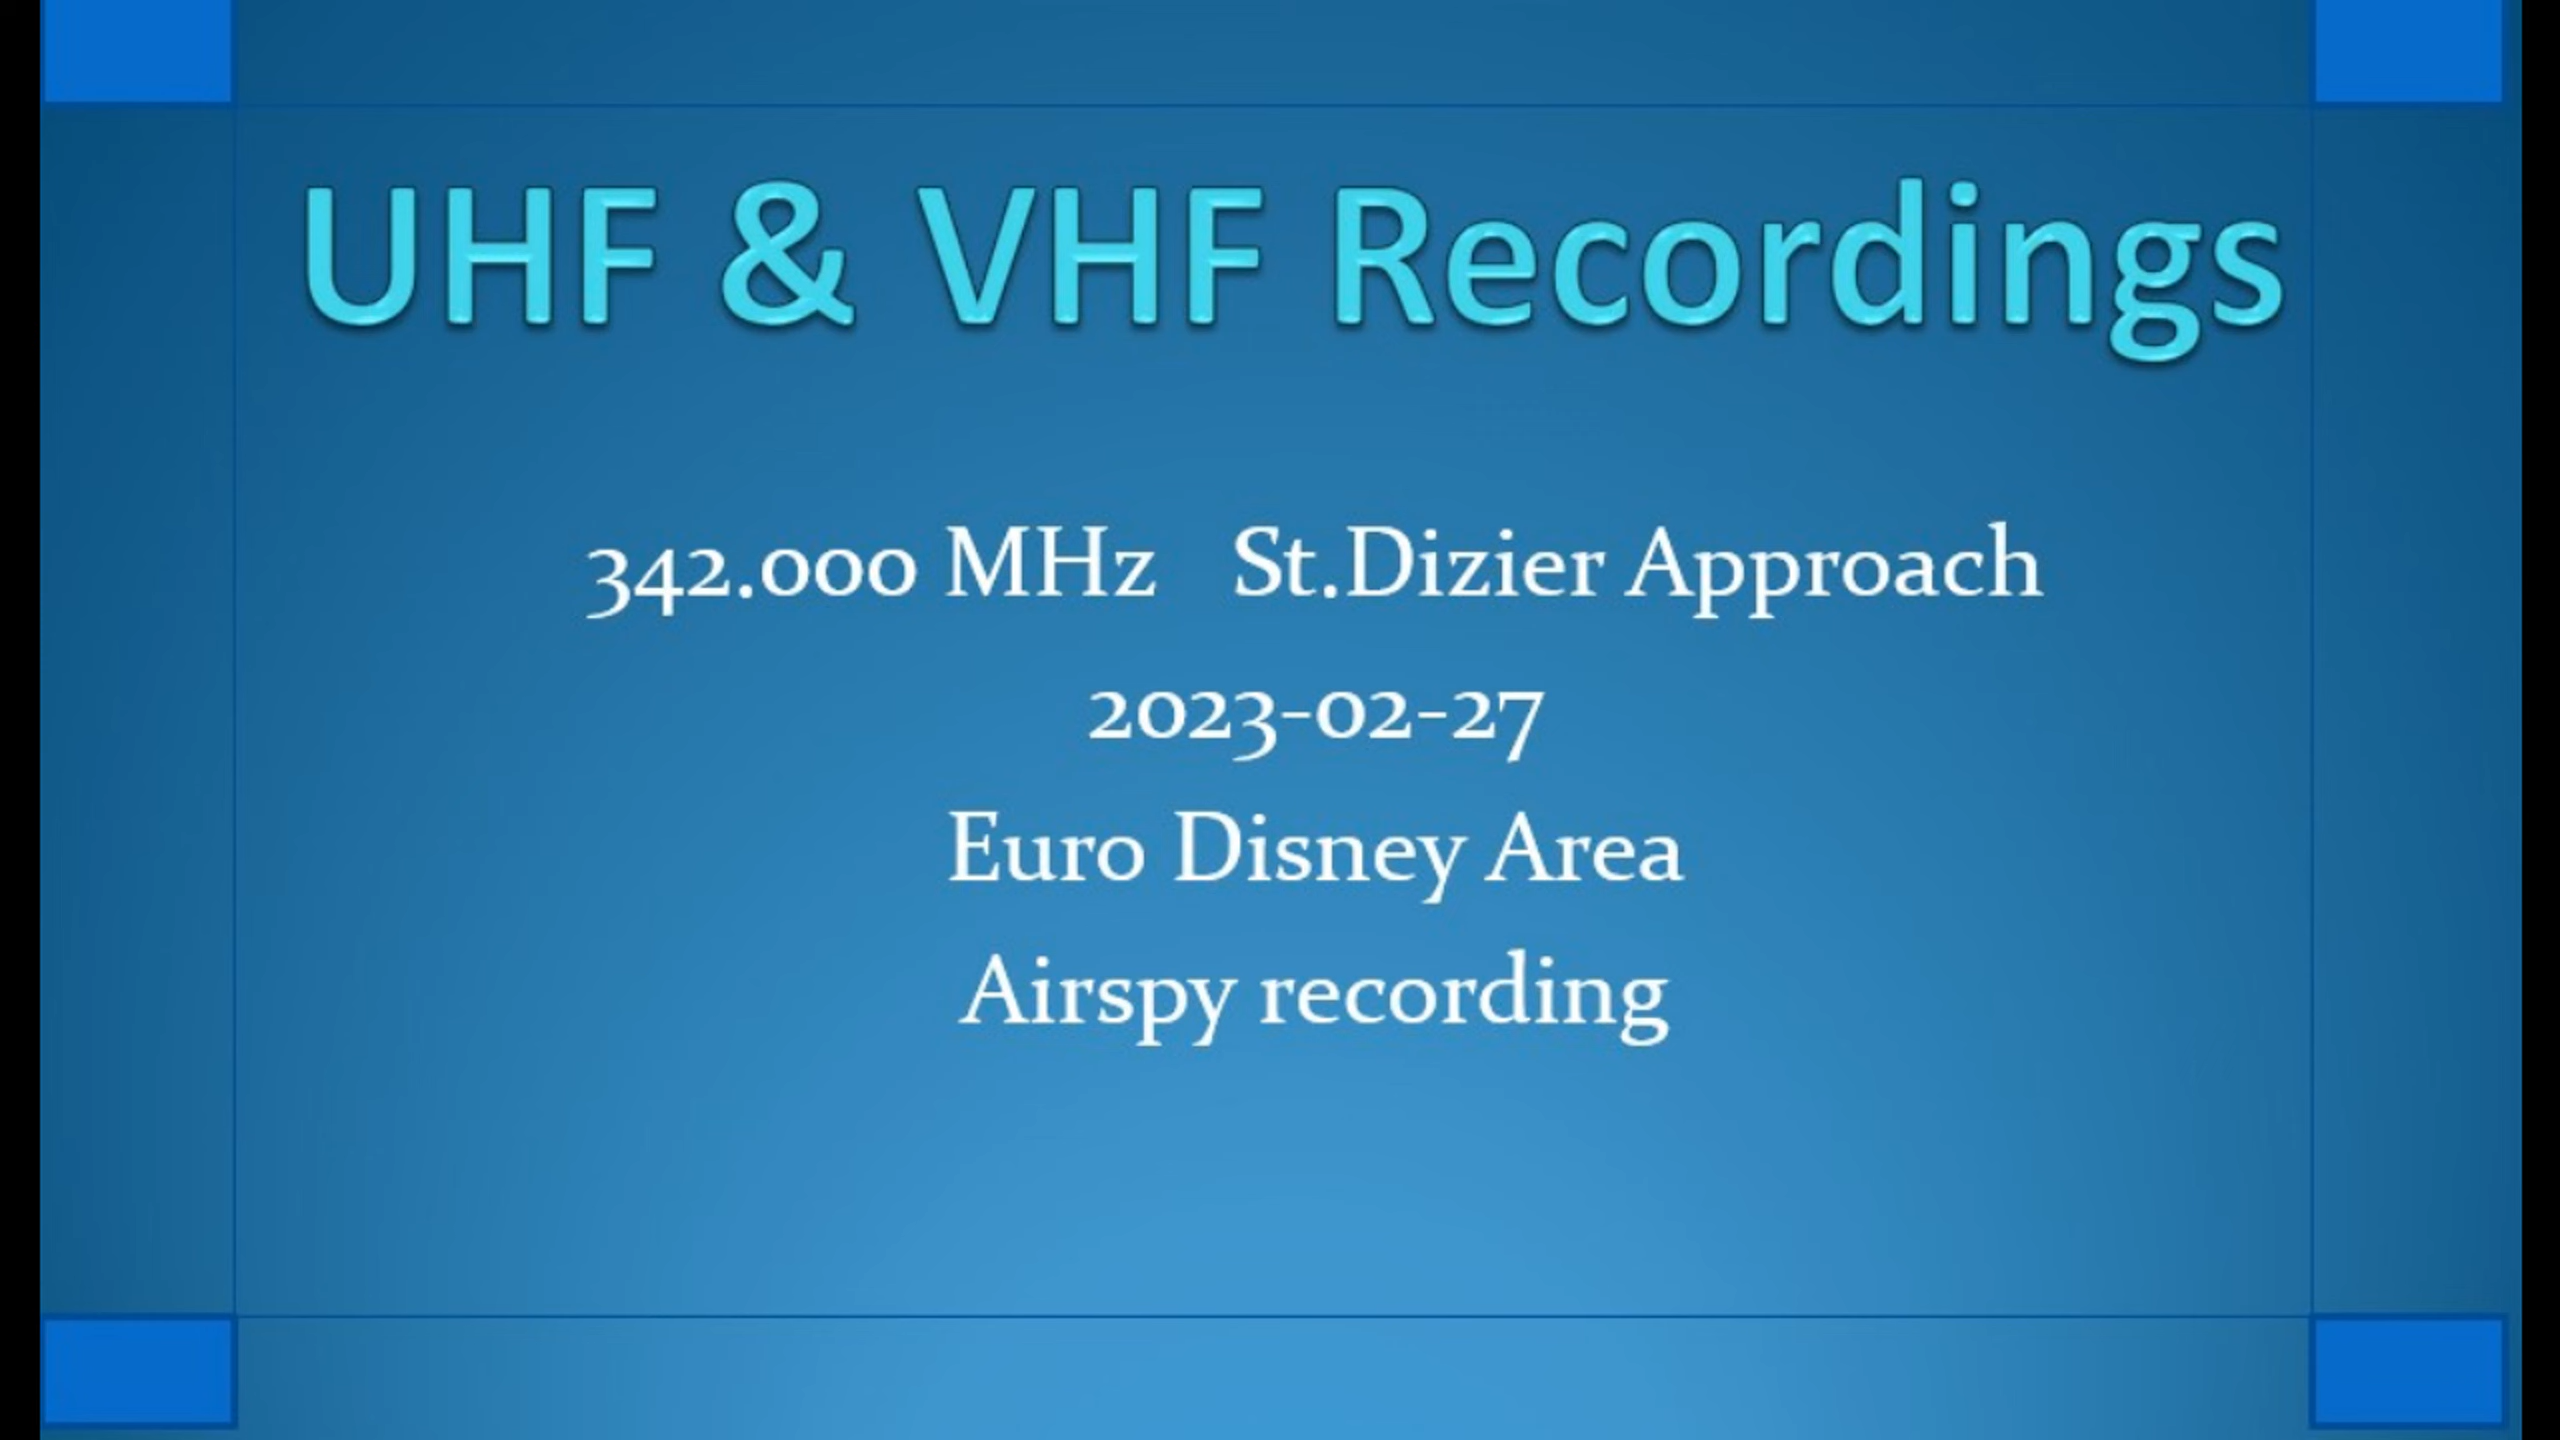 UHF & VHF Recordings
342.000 MHz St.Dizier Approach
2023-02-27
Euro Disney Area
Airspy recording